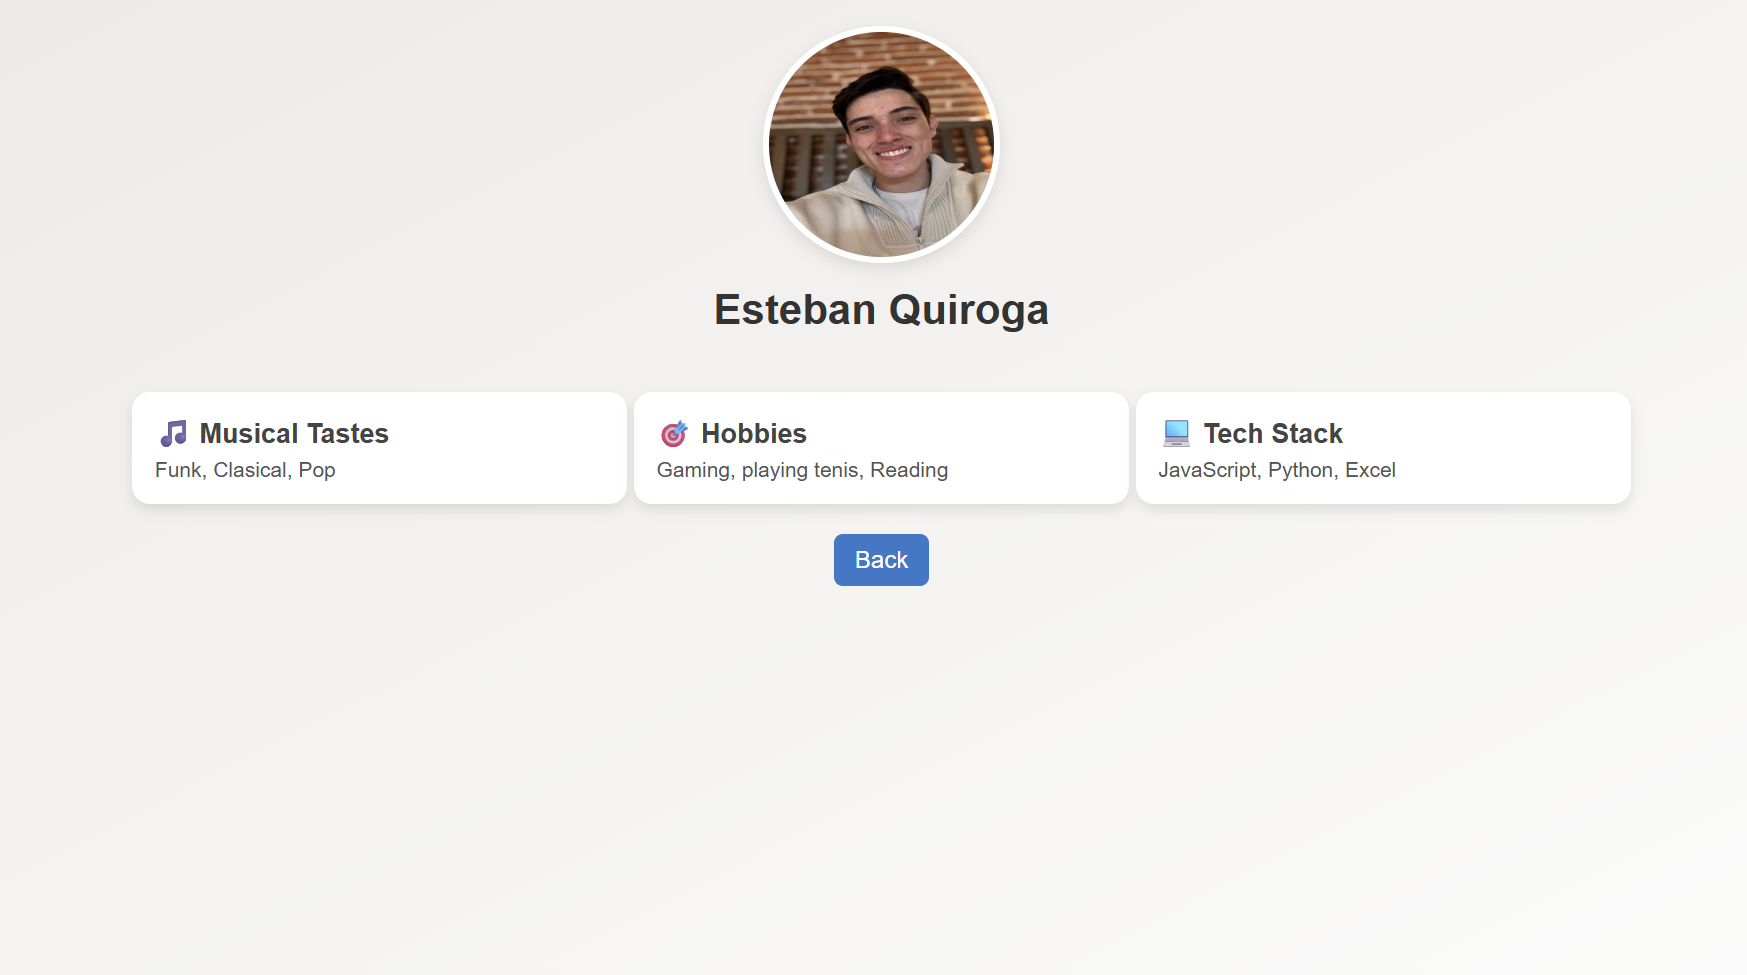 Esteban Quiroga
Musical Tastes
Funk, Clasical, Pop
Hobbies
Gaming, playing tenis, Reading
Tech Stack
JavaScript, Python, Excel
Back